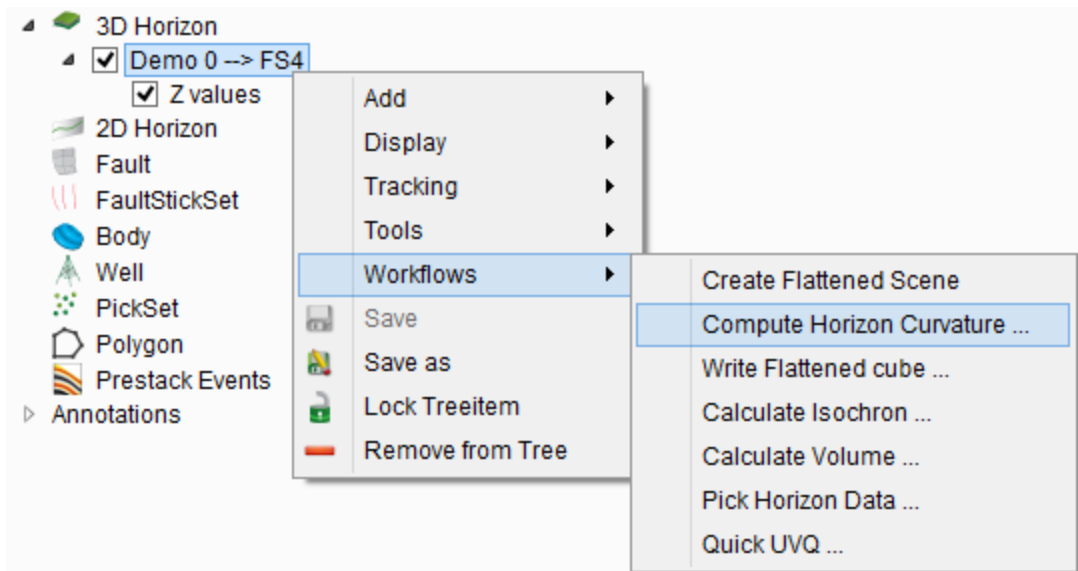 3D Horizon
Demo 0 --> FS4
Z values
2D Horizon
Fault
FaultStickSet
Body
Well
PickSet
Polygon
Prestack Events
Annotations
Add
Display
Tracking
Tools
Workflows
Save
Save as
Lock Treeitem
Remove from Tree
Create Flattened Scene
Compute Horizon Curvature ...
Write Flattened cube ...
Calculate Isochron ...
Calculate Volume ...
Pick Horizon Data ...
Quick UVQ ...